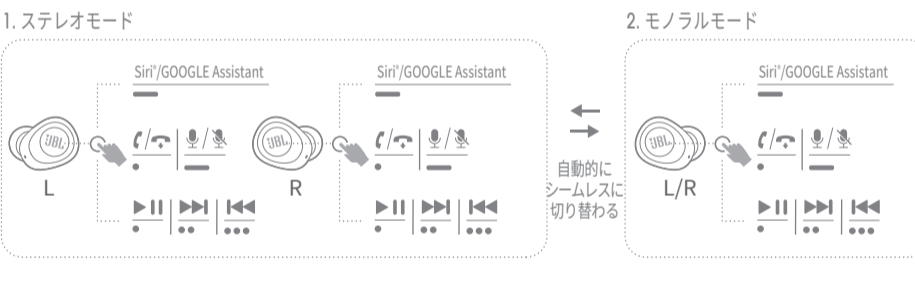 1. ステレオモード
Siri®/GOOGLE Assistant
JBL
L
Siri®/GOOGLE Assistant
JBL
R
自動的に
シームレスに
切り替わる
2. モノラルモード
Siri®/GOOGLE Assistant
JBL
L/R